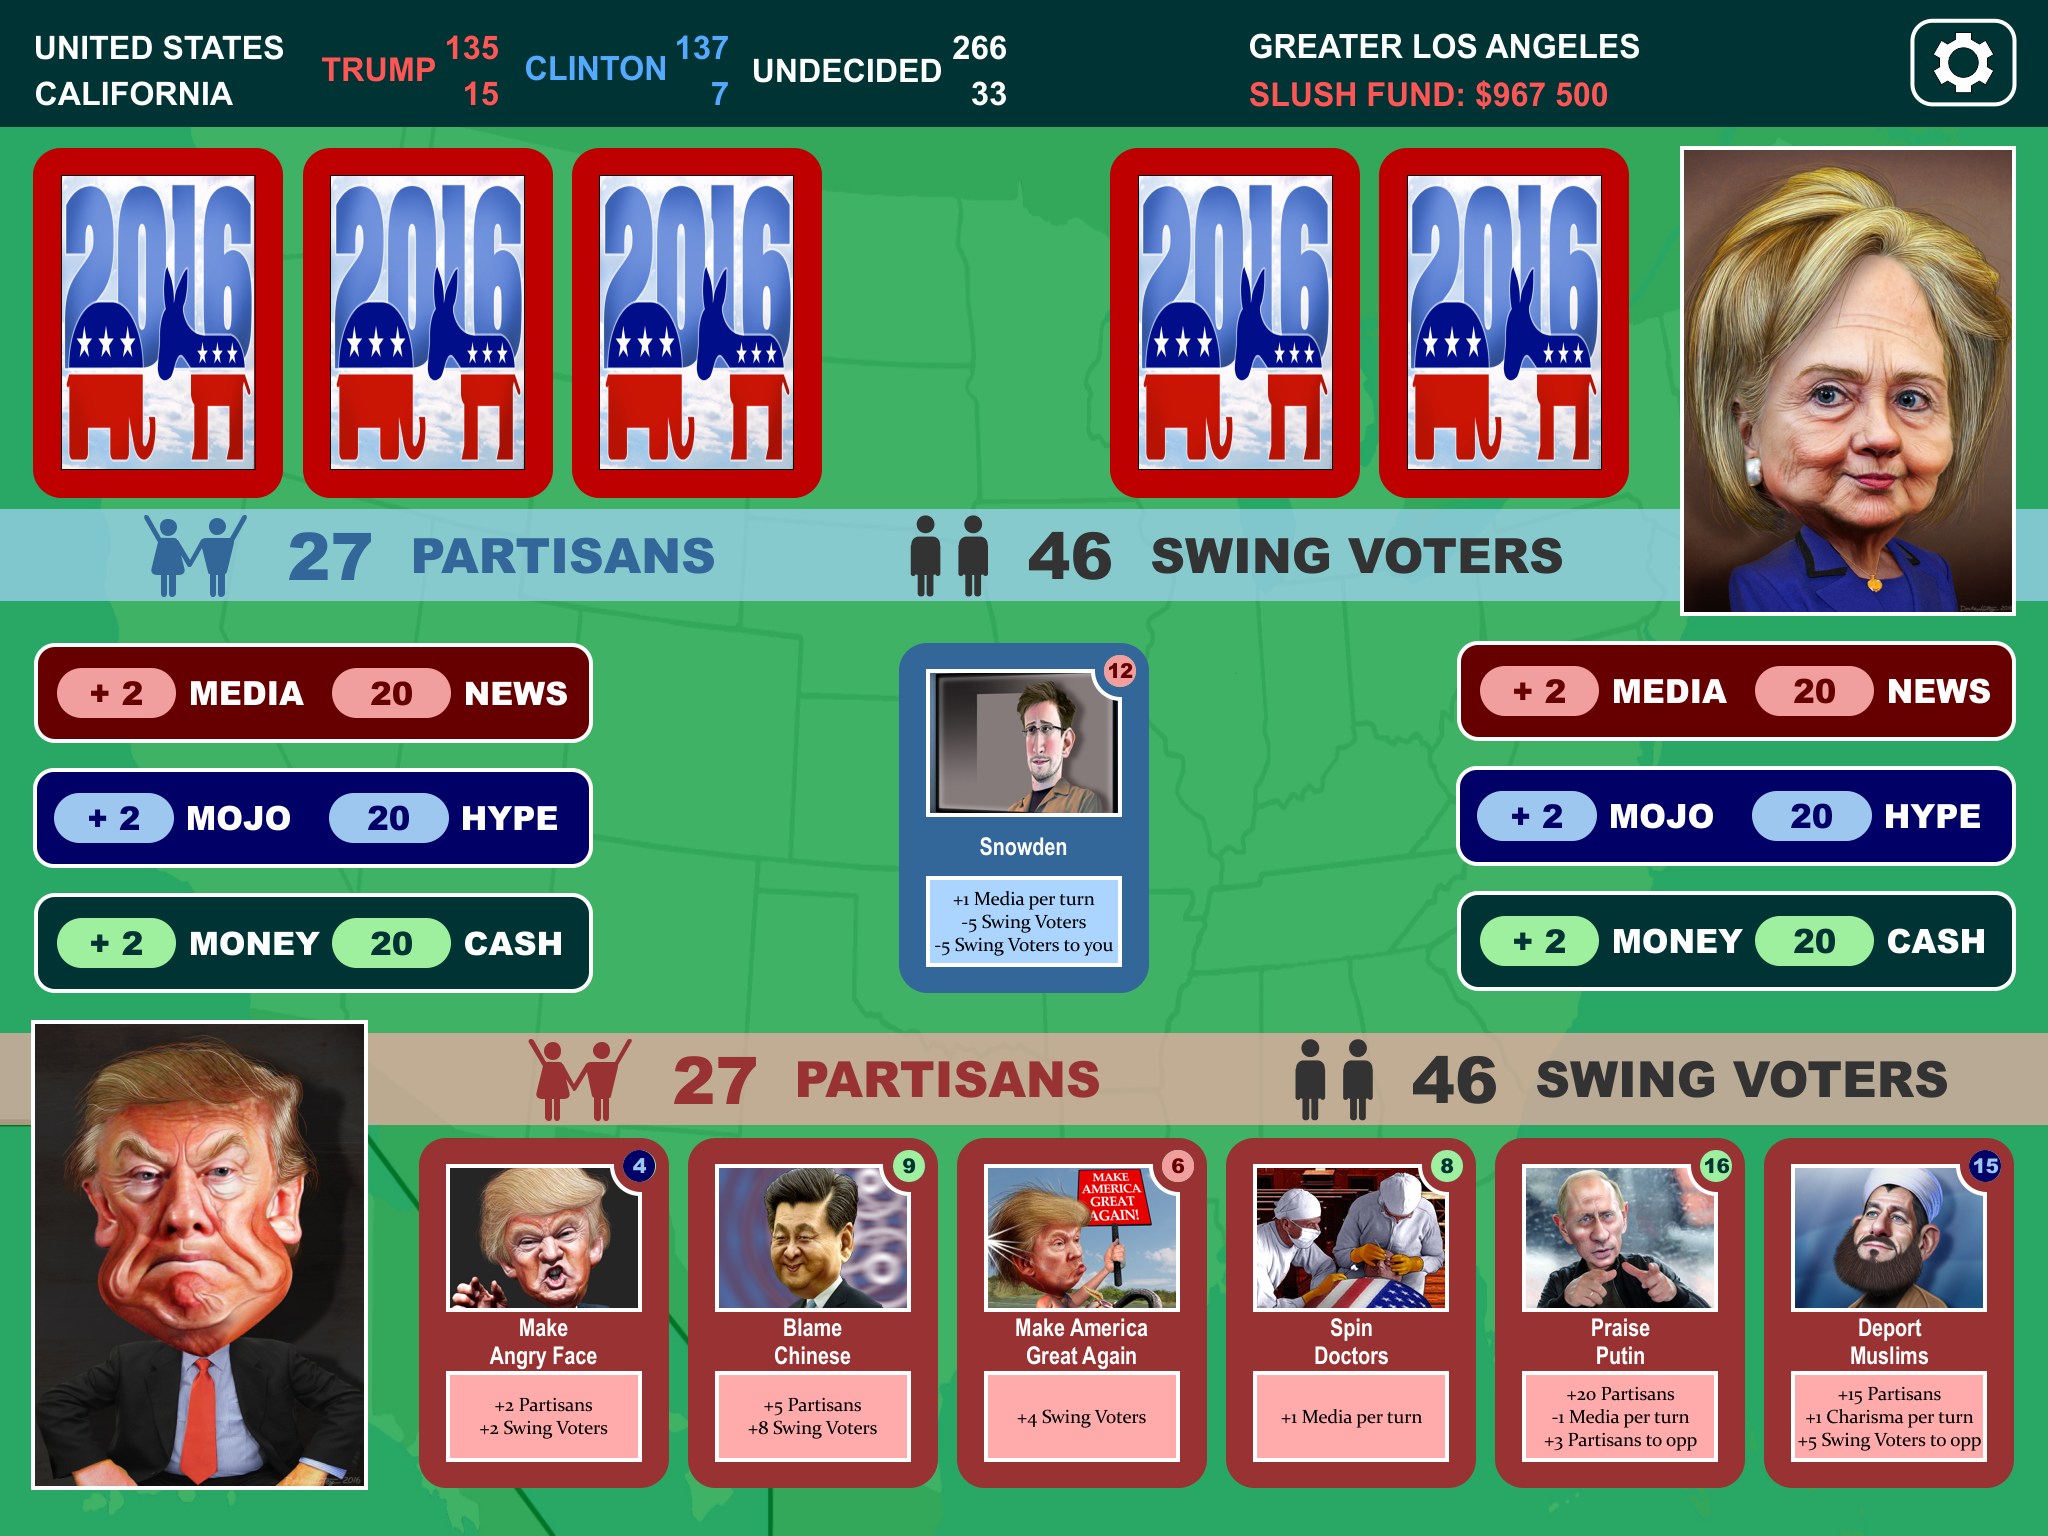 UNITED STATES
CALIFORNIA
TRUMP 135
15
CLINTON 137
7
UNDECIDED 266
33
GREATER LOS ANGELES
SLUSH FUND: $967 500
2016
2016
2016
2016
2016
27 PARTISANS
46 SWING VOTERS
+ 2 MEDIA 20 NEWS
+ 2 MOJO 20 HYPE
+ 2 MONEY 20 CASH
12
Snowden
+1 Media per turn
-5 Swing Voters
-5 Swing Voters to you
+ 2 MEDIA 20 NEWS
+ 2 MOJO 20 HYPE
+ 2 MONEY 20 CASH
27 PARTISANS
46 SWING VOTERS
4
Make
Angry Face
+2 Partisans
+2 Swing Voters
9
Blame
Chinese
+5 Partisans
+8 Swing Voters
6
MAKE
AMERICA
GREAT
AGAIN!
Make America
Great Again
+4 Swing Voters
8
Spin
Doctors
+1 Media per turn
16
Praise
Putin
+20 Partisans
-1 Media per turn
+3 Partisans to opp
15
Deport
Muslims
+15 Partisans
+1 Charisma per turn
+5 Swing Voters to opp